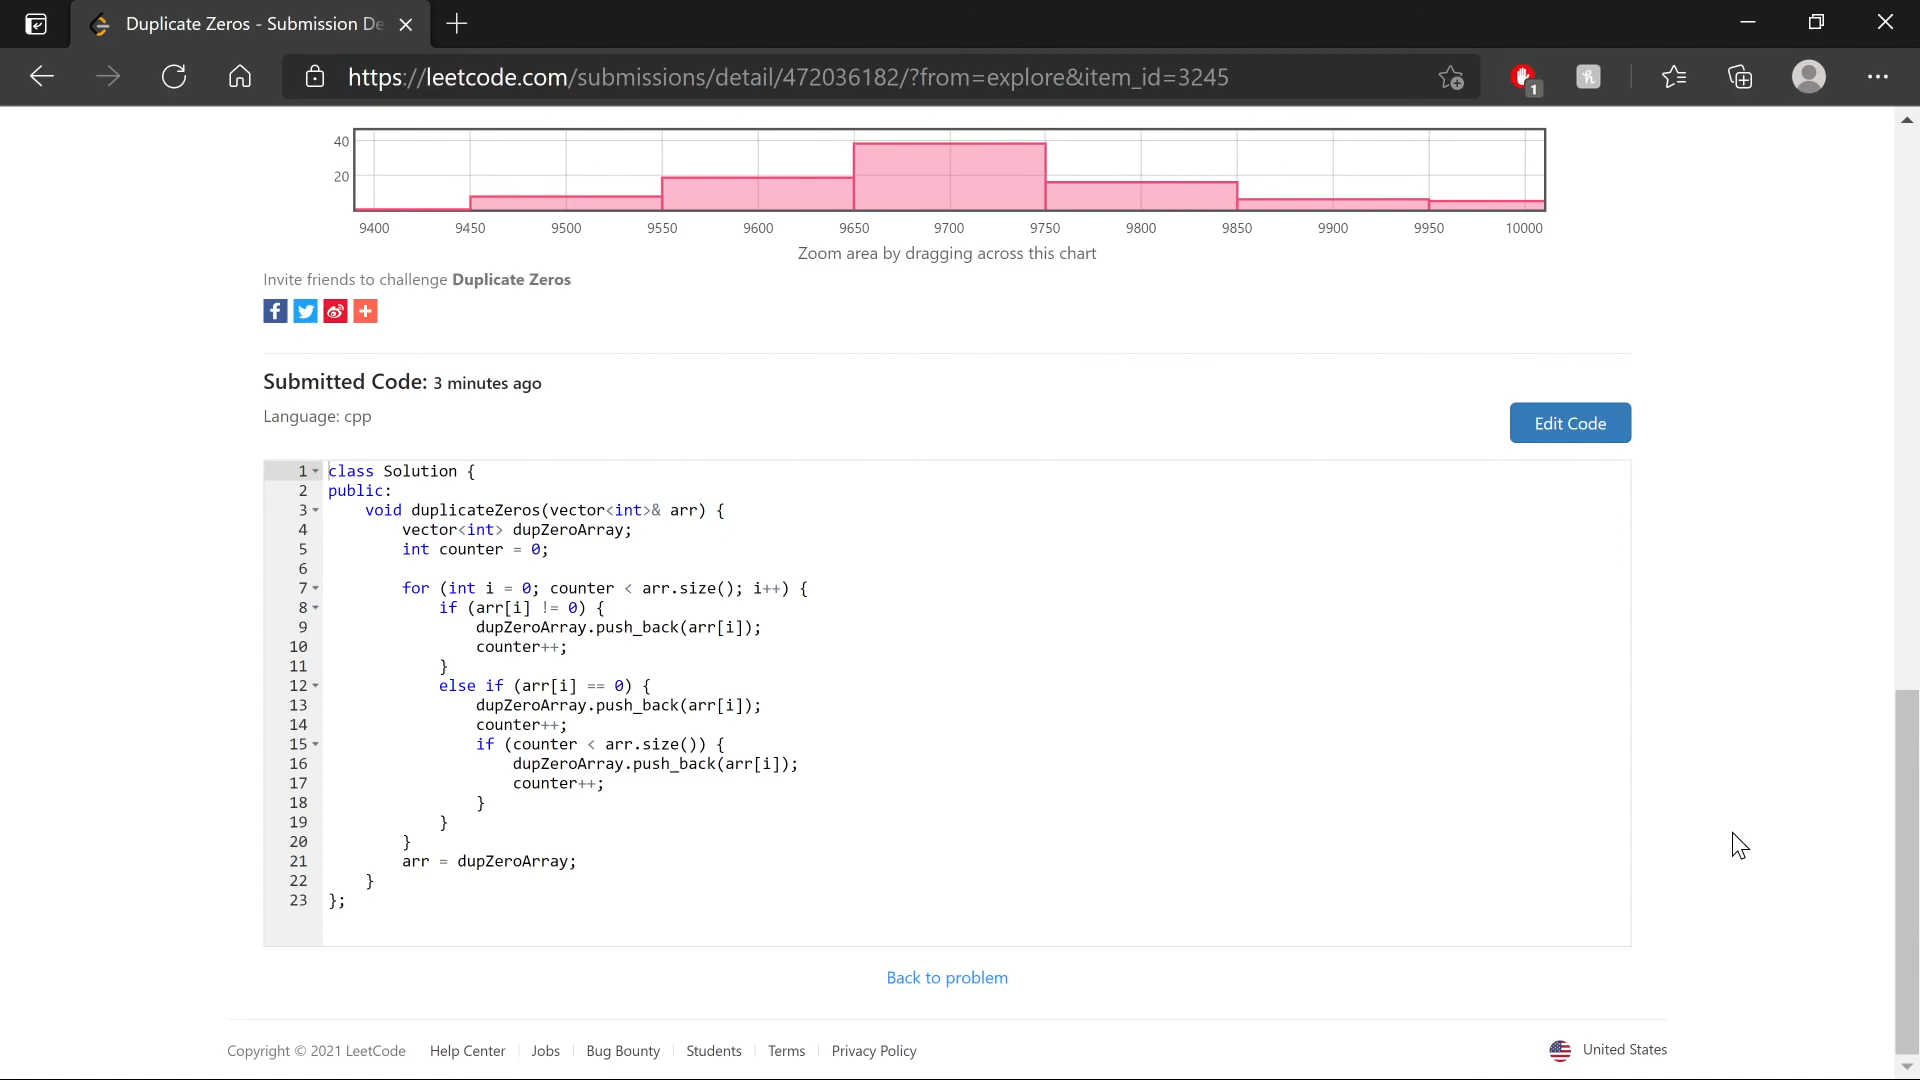 Duplicate Zeros - Submission De
https://leetcode.com/submissions/detail/472036182/?from=explore&item_id=3245
1
40
20
9400 9450 9500 9550 9600 9650 9700 9750 9800 9850 9900 9950 10000
Zoom area by dragging across this chart
Invite friends to challenge Duplicate Zeros
Submitted Code: 3 minutes ago
Language: cpp
Edit Code
1 class Solution {
2 public:
3     void duplicateZeros(vector<int>& arr) {
4         vector<int> dupZeroArray;
5         int counter = 0;
6
7         for (int i = 0; counter < arr.size(); i++) {
8             if (arr[i] != 0) {
9                 dupZeroArray.push_back(arr[i]);
10                 counter++;
11             }
12             else if (arr[i] == 0) {
13                 dupZeroArray.push_back(arr[i]);
14                 counter++;
15                 if (counter < arr.size()) {
16                     dupZeroArray.push_back(arr[i]);
17                     counter++;
18                 }
19             }
20         }
21         arr = dupZeroArray;
22     }
23 };
Back to problem
Copyright © 2021 LeetCode Help Center Jobs Bug Bounty Students Terms Privacy Policy United States